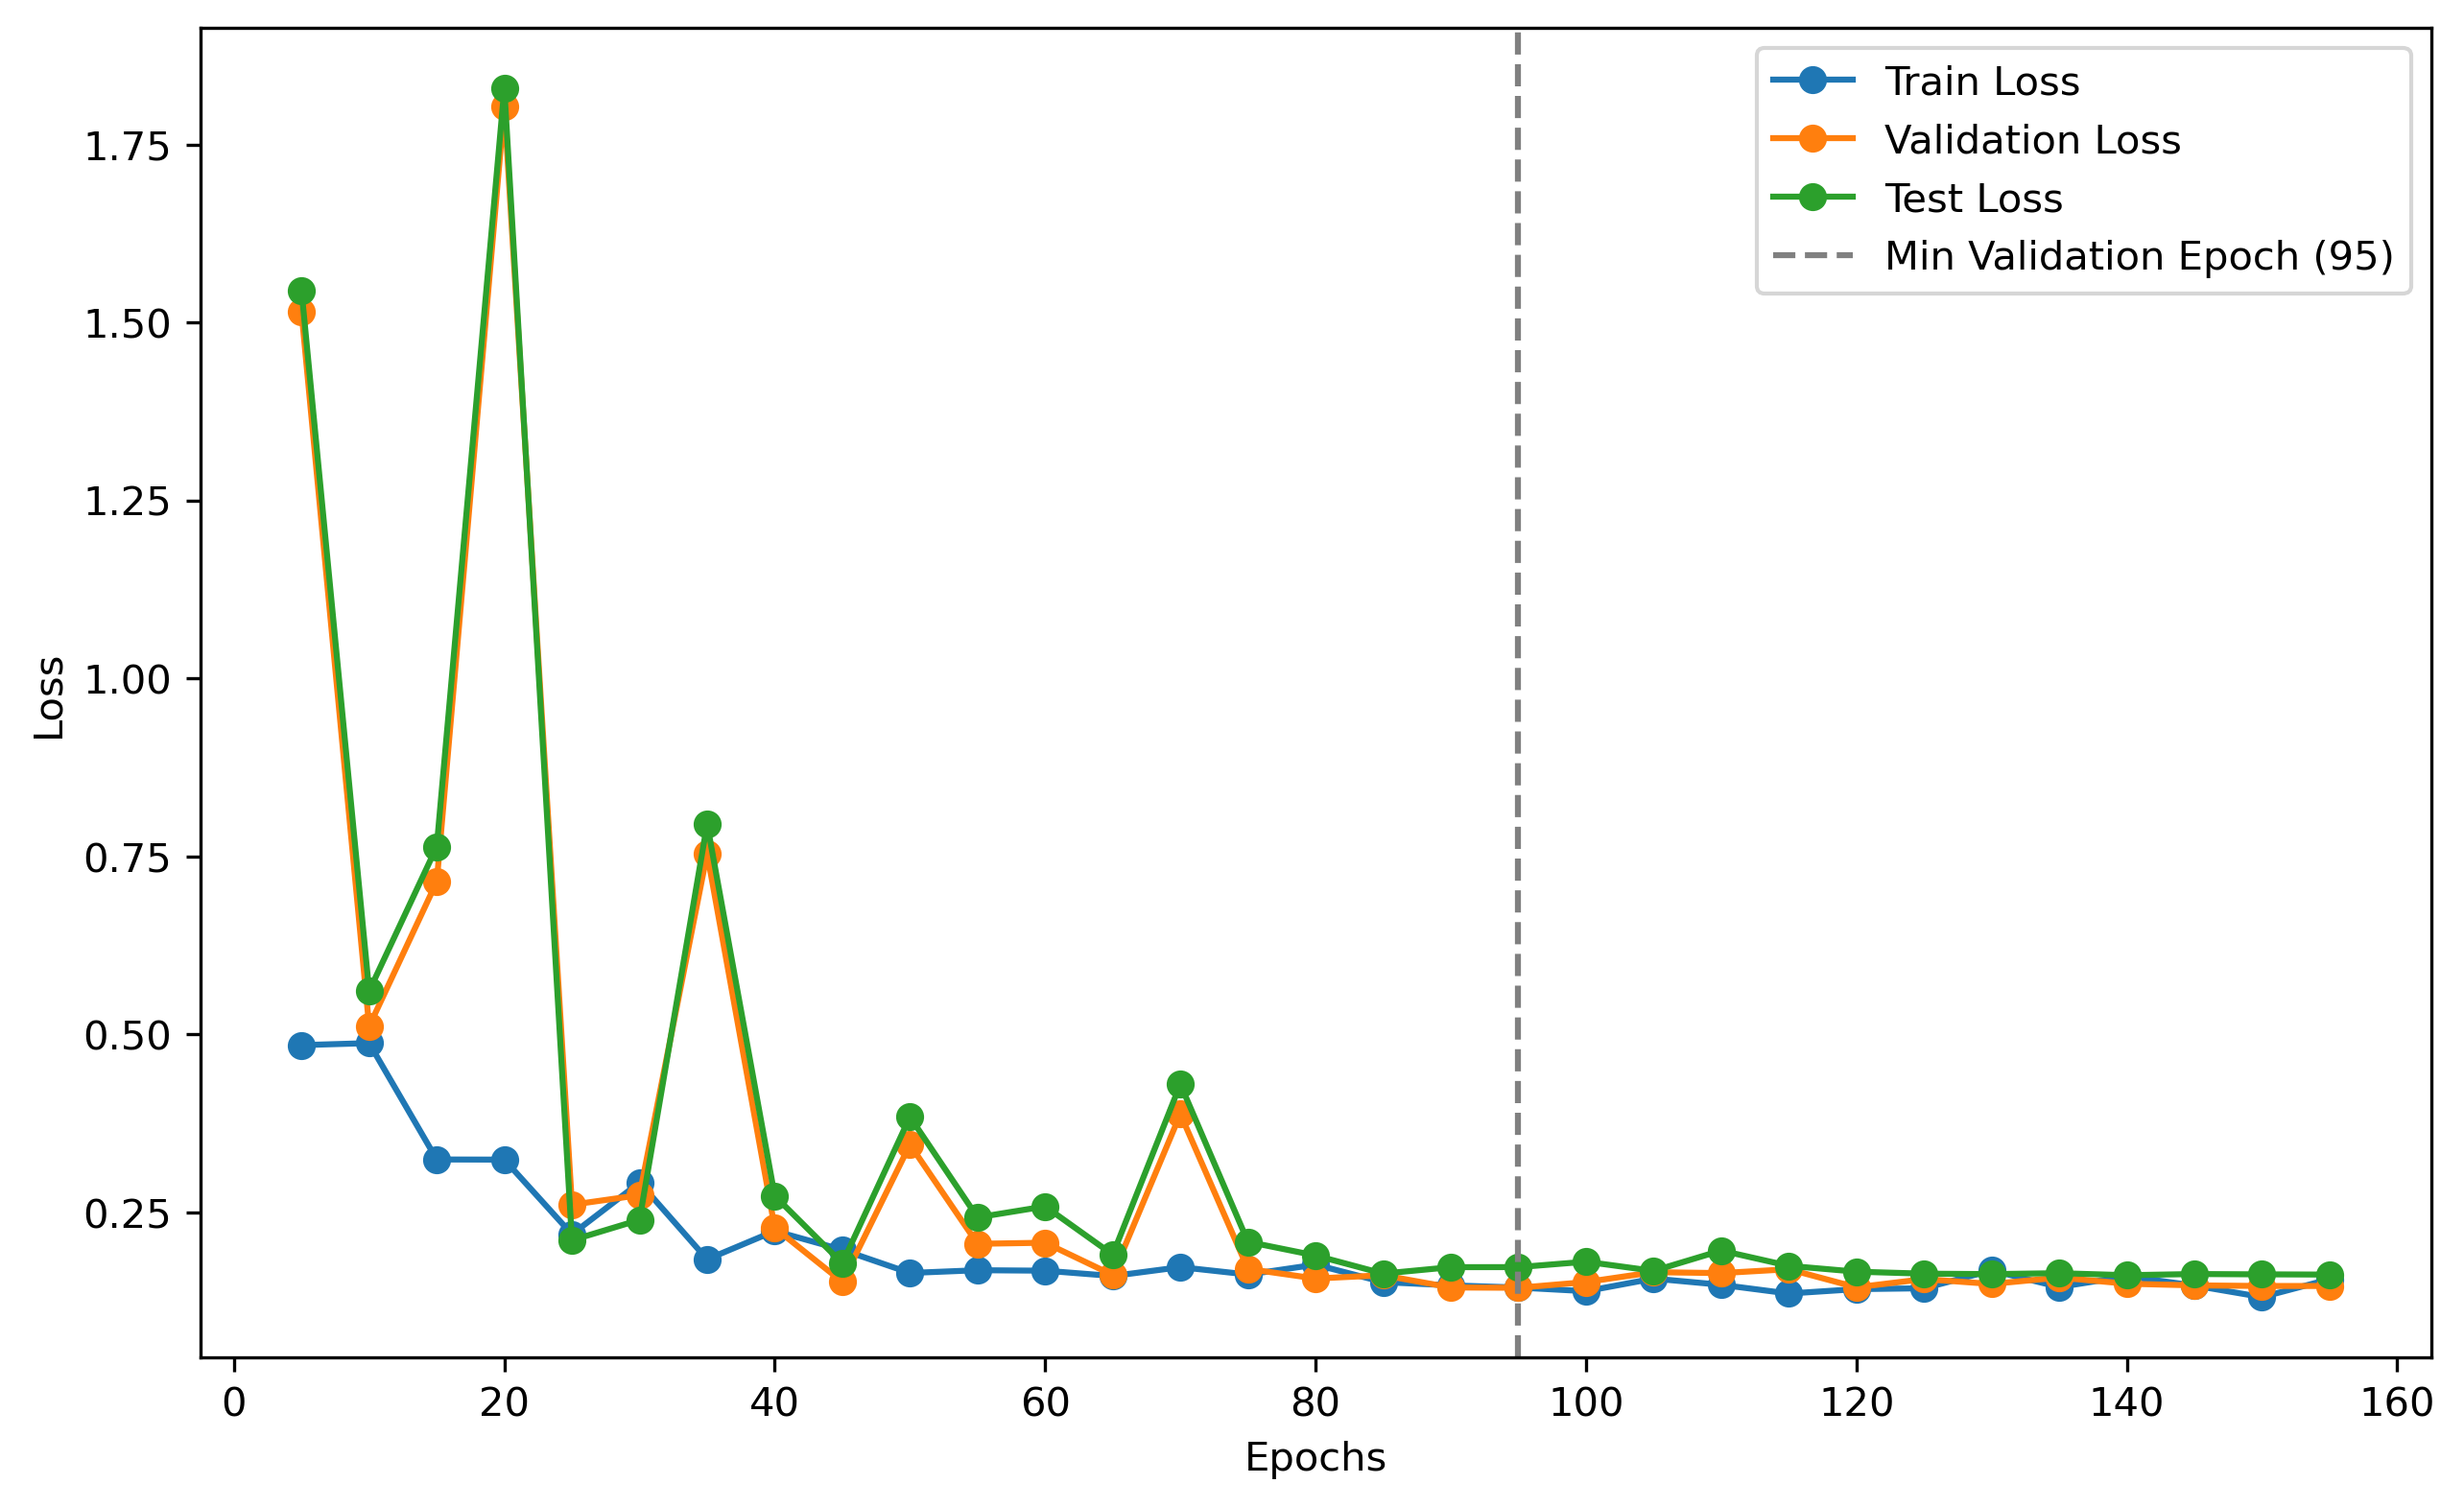 Train Loss
Validation Loss
Test Loss
Min Validation Epoch (95)
1.75
1.50
1.25
1.00
0.75
0.50
0.25
Loss
0 20 40 60 80 100 120 140 160
Epochs